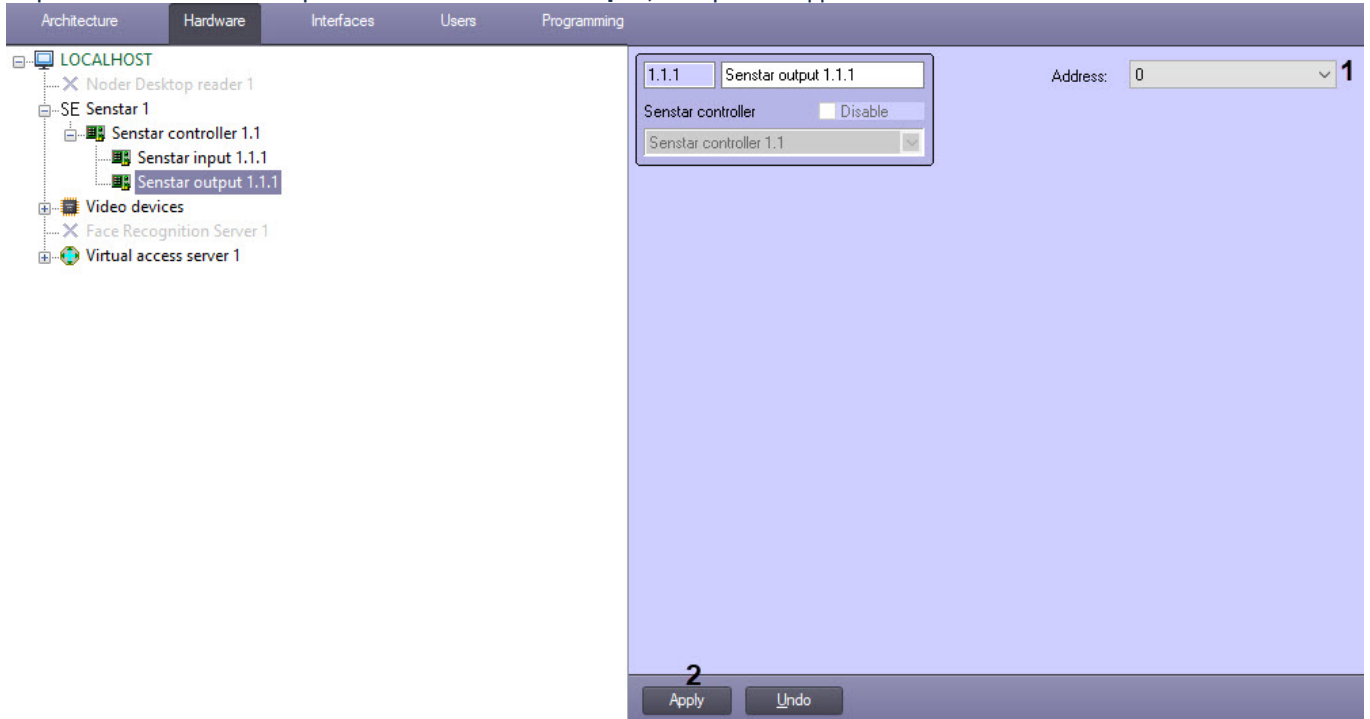 Architecture Hardware Interfaces Users Programming
LOCALHOST
Noder Desktop reader 1
SE Senstar 1
Senstar controller 1.1
Senstar input 1.1.1
Senstar output 1.1.1
Video devices
Face Recognition Server 1
Virtual access server 1
1.1.1 Senstar output 1.1.1
Senstar controller Disable
Senstar controller 1.1
Address: 0 1
2
Apply Undo